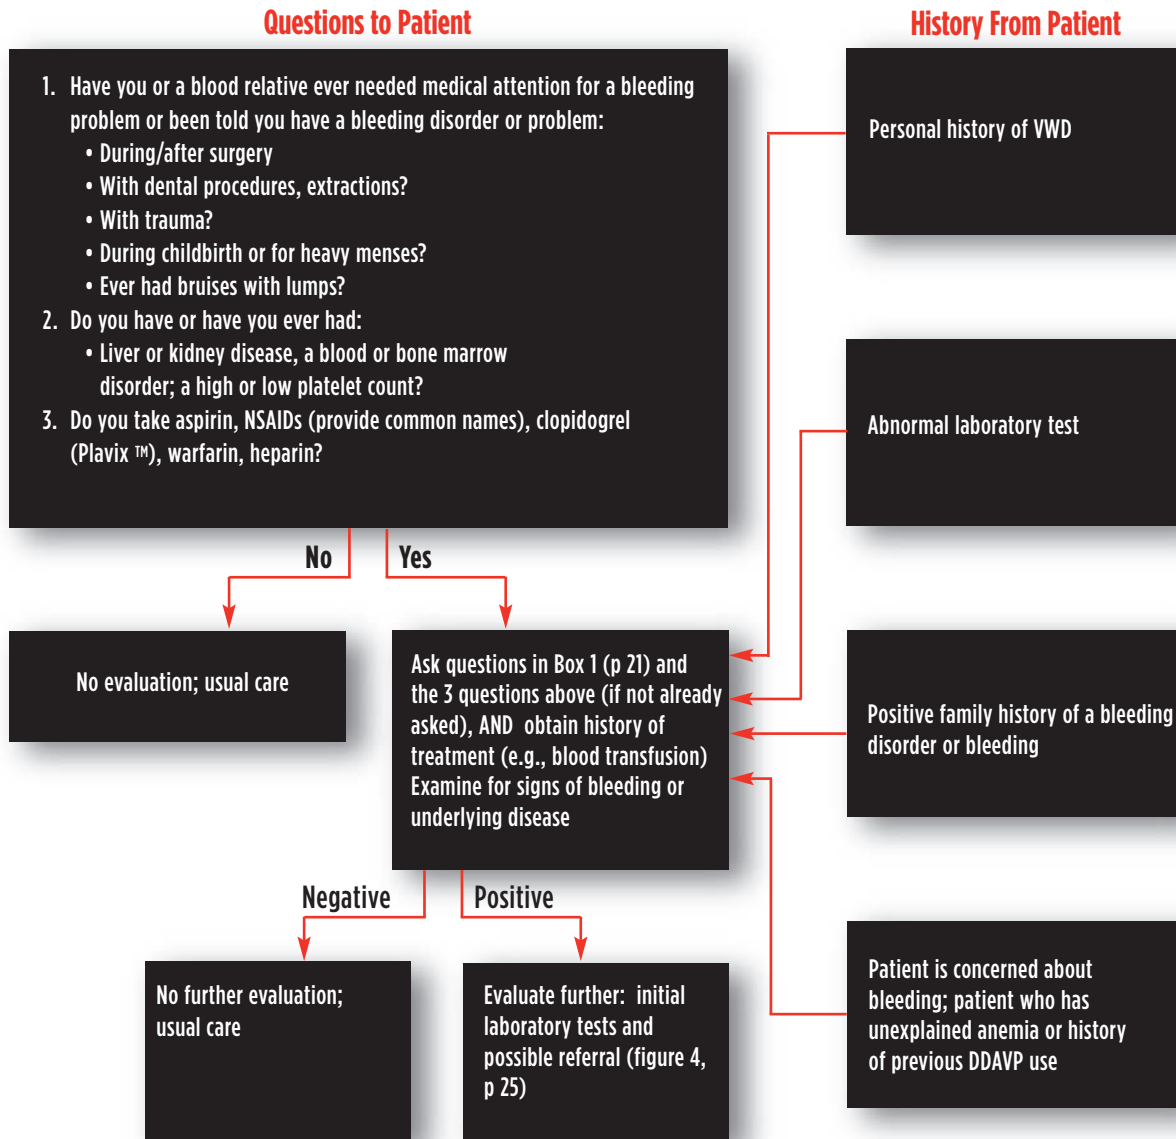 Questions to Patient
1. Have you or a blood relative ever needed medical attention for a bleeding
problem or been told you have a bleeding disorder or problem:
• During/after surgery
• With dental procedures, extractions?
• With trauma?
• During childbirth or for heavy menses?
• Ever had bruises with lumps?
2. Do you have or have you ever had:
• Liver or kidney disease, a blood or bone marrow
disorder; a high or low platelet count?
3. Do you take aspirin, NSAIDs (provide common names), clopidogrel
(Plavix ™), warfarin, heparin?
No
Yes
No evaluation; usual care
Ask questions in Box 1 (p 21) and
the 3 questions above (if not already
asked), AND obtain history of
treatment (e.g., blood transfusion)
Examine for signs of bleeding or
underlying disease
Negative
Positive
No further evaluation;
usual care
Evaluate further: initial
laboratory tests and
possible referral (figure 4,
p 25)
History From Patient
Personal history of VWD
Abnormal laboratory test
Positive family history of a bleeding
disorder or bleeding
Patient is concerned about
bleeding; patient who has
unexplained anemia or history
of previous DDAVP use